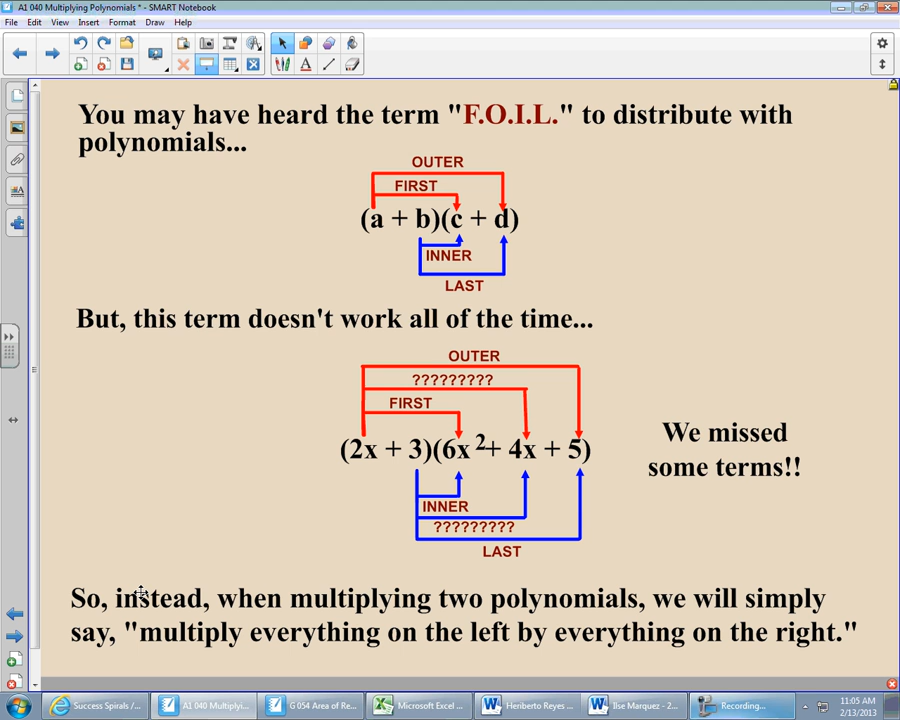 A1 040 Multiplying Polynomials * - SMART Notebook
File Edit View Insert Format Draw Help
You may have heard the term "F.O.I.L." to distribute with
polynomials...
OUTER
FIRST
(a + b)(c + d)
INNER
LAST
But, this term doesn't work all of the time...
OUTER
?????????
FIRST
(2x + 3)(6x 2+ 4x + 5)
We missed
some terms!!
INNER
?????????
LAST
So, instead, when multiplying two polynomials, we will simply
say, "multiply everything on the left by everything on the right."
Success Spirals /... A1 040 Multiplyi... G 054 Area of Re... Microsoft Excel ... Heriberto Reyes ... Ilse Marquez - 2... Recording... 11:05 AM
2/13/2013